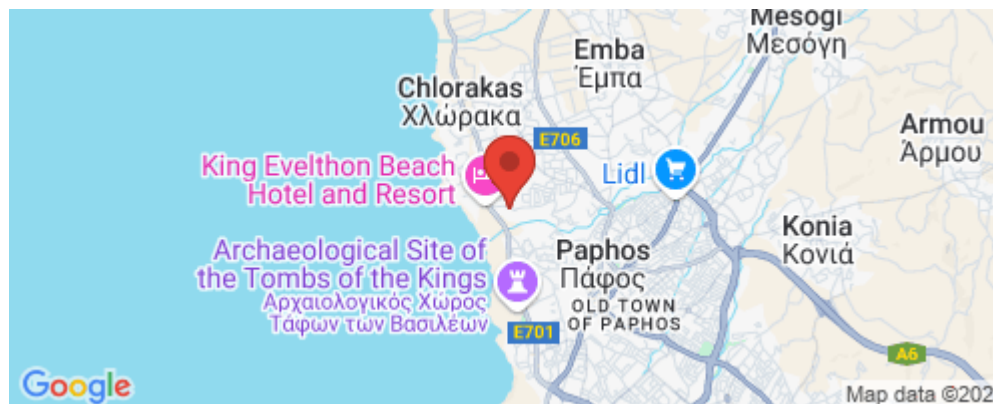 Mesogi
Μεσόγη
Emba
Έμπα
Chlorakas
Χλώρακα
E706
Armou
Άρμου
King Evelthon Beach
Hotel and Resort
Lidl
Konia
Κονιά
Archaeological Site of
the Tombs of the Kings
Αρχαιολογικός Χώρος
Τάφων των Βασιλέων
Paphos
Πάφος
OLD TOWN
OF PAPHOS
E701
A6
Google
Map data ©202